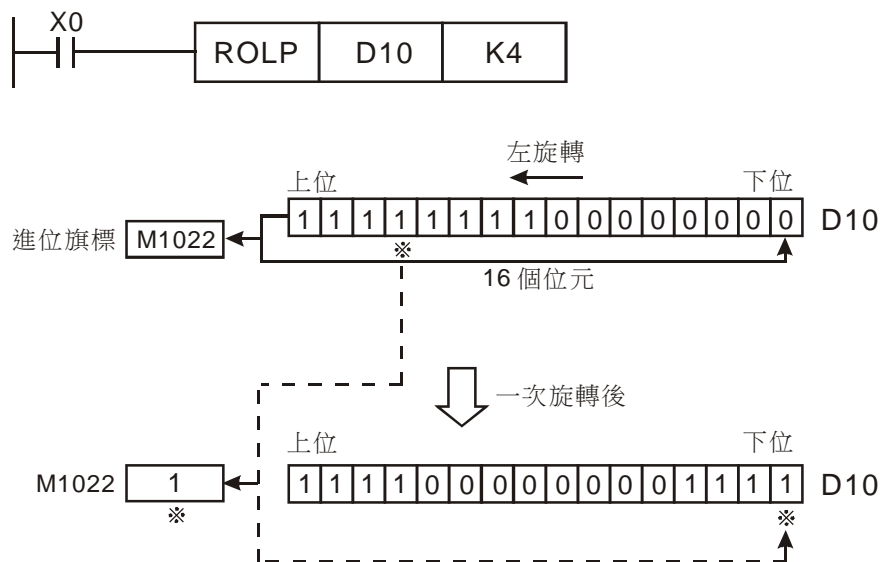 X0
ROLP D10 K4
左旋轉
上位 下位
1 1 1 1 1 1 1 1 0 0 0 0 0 0 0 0 D10
進位旗標 M1022
※
16 個位元
一次旋轉後
上位 下位
M1022 1 1 1 1 1 0 0 0 0 0 0 0 0 1 1 1 1 D10
※ ※